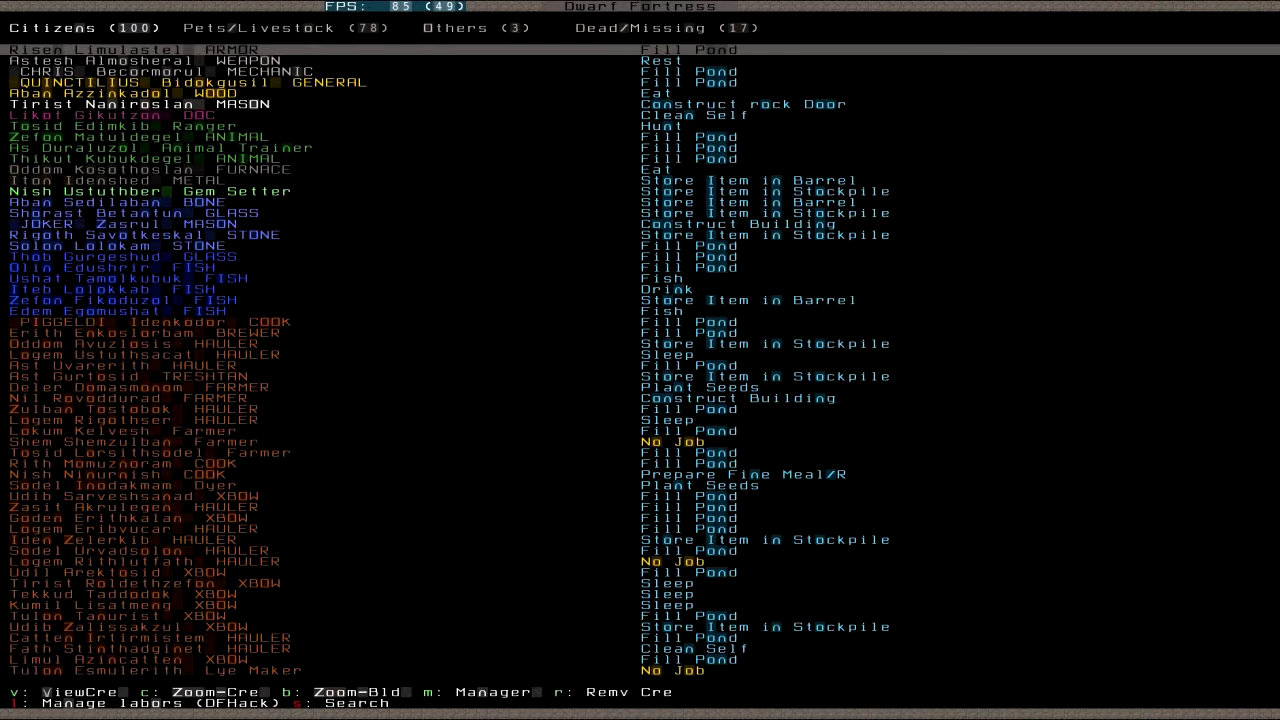 FPS: 85 (49) Dwarf Fortress
Citizens (100) Pets/Livestock (78) Others (3) Dead/Missing (17)
Risen Limulastel ARMOR Fill Pond
Astesh Almosheral WEAPON Rest
CHRIS Becormorul MECHANIC Fill Pond
QUINCTILIUS Bidokgusil GENERAL Fill Pond
Aban Azzinkadol WOOD Eat
Tirist Naniroslan MASON Construct rock Door
Likot Gikutzon DOC Clean Self
Tosid Edimkib Ranger Hunt
Zefon Matuldegel ANIMAL Fill Pond
As Duraluzol Animal Trainer Fill Pond
Thikut Kubukdegel ANIMAL Fill Pond
Oddom Kosothoslan FURNACE Eat
Iton Idenshed METAL Store Item in Barrel
Nish Ustuthber Gem Setter Store Item in Stockpile
Aban Sedilaban BONE Store Item in Barrel
Shorast Betantun GLASS Store Item in Stockpile
JOKER Zasrul MASON Construct Building
Rigoth Savotkeskal STONE Store Item in Stockpile
Solon Lolokam STONE Fill Pond
Thob Gurgeshud GLASS Fill Pond
Olin Edushrir FISH Fill Pond
Ushat Tamolkubuk FISH Fish
Iteb Lolokkab FISH Drink
Zefon Fikoduzol FISH Store Item in Barrel
Edem Egomushat FISH Fish
PIGGELDI Idenkodor COOK Fill Pond
Erith Enkoslorbam BREWER Fill Pond
Oddom Avuzlosis HAULER Store Item in Stockpile
Logem Ustuthsacat HAULER Sleep
Ast Uvarerith HAULER Fill Pond
Ast Gurtosid TRESHTAN Store Item in Stockpile
Deler Domasmonom FARMER Plant Seeds
Nil Rovoddurad FARMER Construct Building
Zulban Tostobok HAULER Fill Pond
Logem Rigothser HAULER Sleep
Lokum Kelvesh Farmer Fill Pond
Shem Shemzulban Farmer No Job
Tosid Lorsithsodel Farmer Fill Pond
Rith Momuznoram COOK Fill Pond
Nish Ninurnish COOK Prepare Fine Meal/R
Sodel Inodakmam Dyer Plant Seeds
Udib Sarveshsanad XBOW Fill Pond
Zasit Akrulegen HAULER Fill Pond
Goden Erithkalan XBOW Fill Pond
Logem Eribvucar HAULER Fill Pond
Iden Zelerkib HAULER Store Item in Stockpile
Sodel Urvadsolon HAULER Fill Pond
Logem Rithlutfath HAULER No Job
Udil Arektosid XBOW Fill Pond
Tirist Roldethzefon XBOW Sleep
Tekkud Taddodok XBOW Sleep
Kumil Lisatmeng XBOW Sleep
Tulon Tanurist XBOW Fill Pond
Udib Zalissakzul XBOW Store Item in Stockpile
Catten Irtirmistem HAULER Fill Pond
Fath Stinthadginet HAULER Clean Self
Limul Azincatten XBOW Fill Pond
Tulon Esmulerith Lye Maker No Job
v: ViewCre c: Zoom-Cre b: Zoom-Bld m: Manager r: Remv Cre
l: Manage labors (DFHack) s: Search